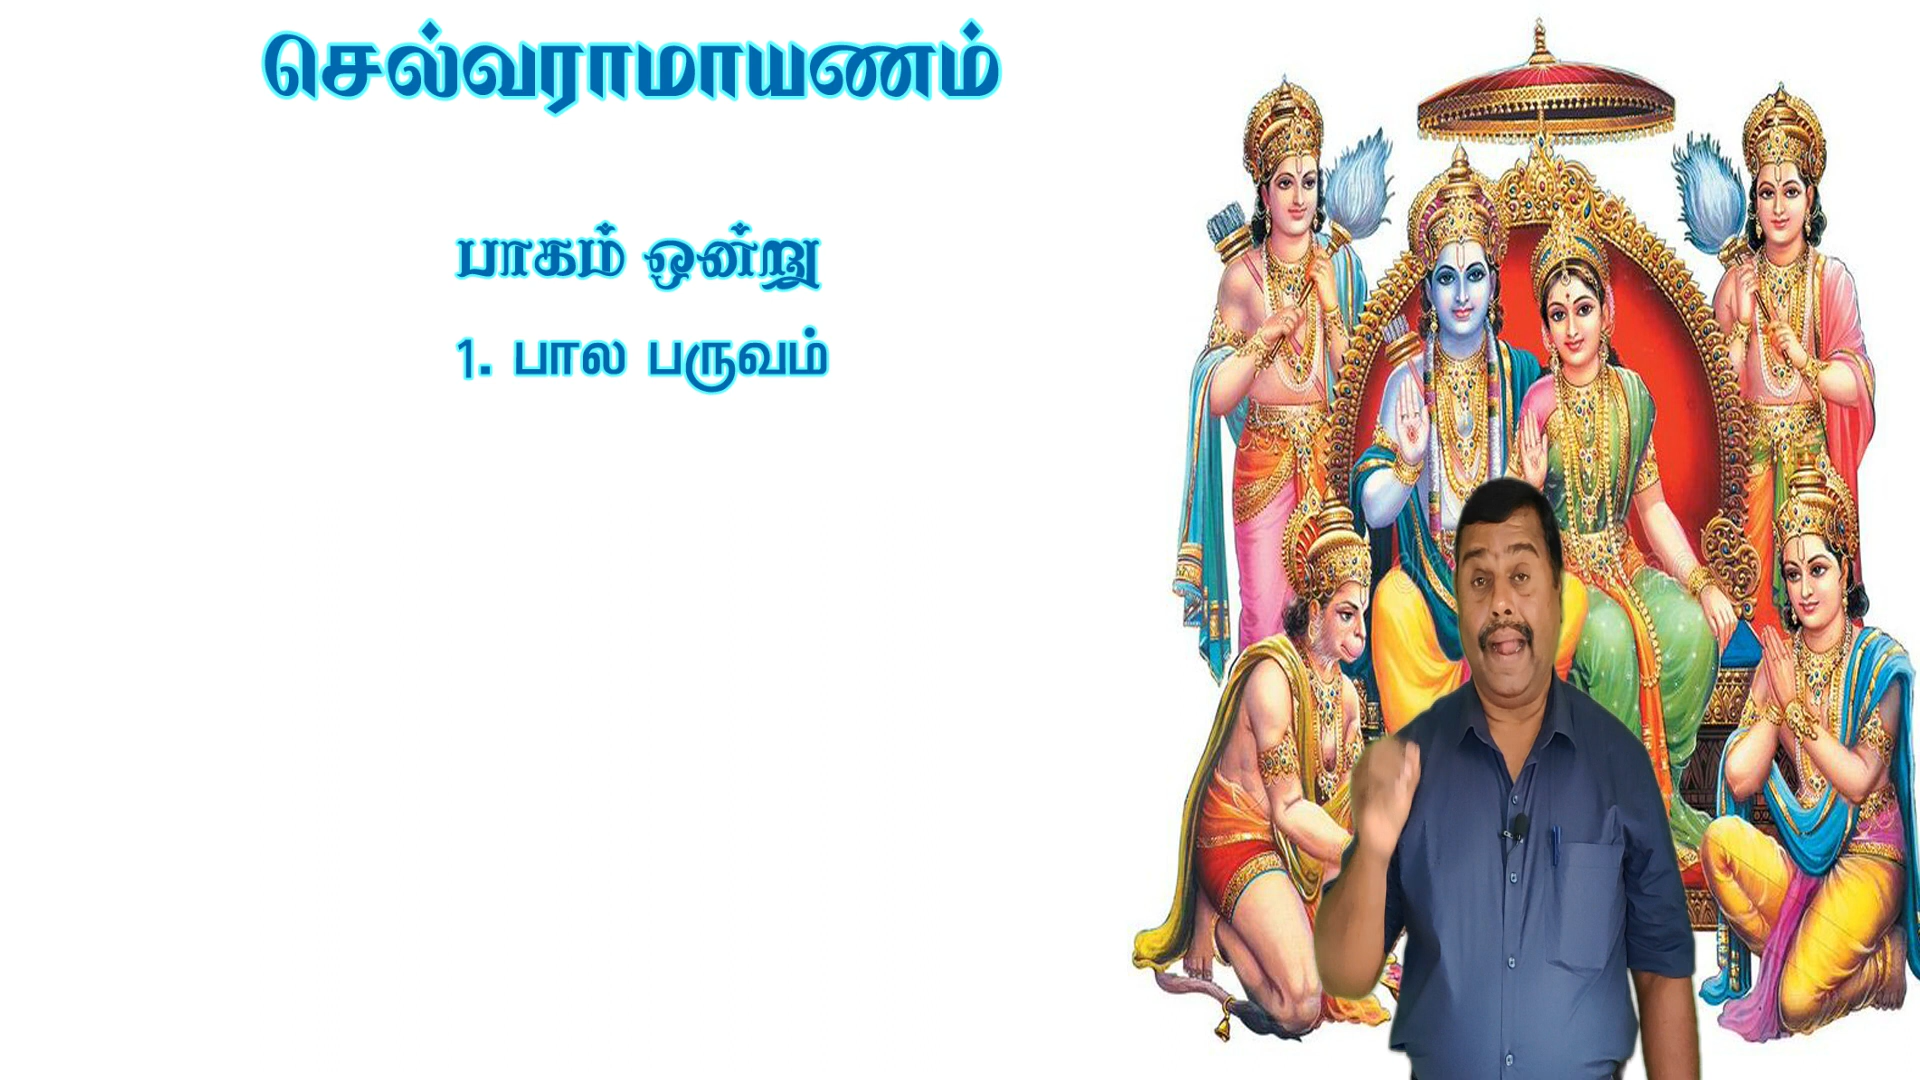 செல்வராமாயணம்
பாகம் ஒன்று
1. பால பருவம்